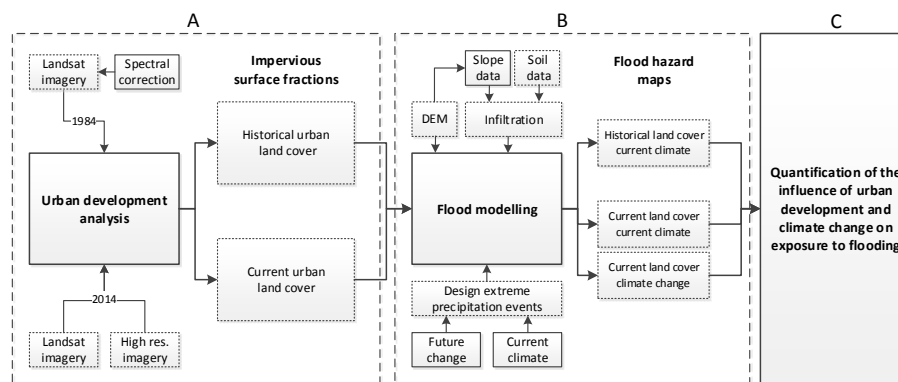 A
B
C
Landsat
imagery
Spectral
correction
Impervious
surface fractions
1984
Historical urban
land cover
Urban development
analysis
Current urban
land cover
2014
Landsat
imagery
High res.
imagery
Slope
data
Soil
data
Flood hazard
maps
DEM
Infiltration
Historical land cover
current climate
Flood modelling
Current land cover
current climate
Current land cover
climate change
Design extreme
precipitation events
Future
change
Current
climate
Quantification of the
influence of urban
development and
climate change on
exposure to flooding